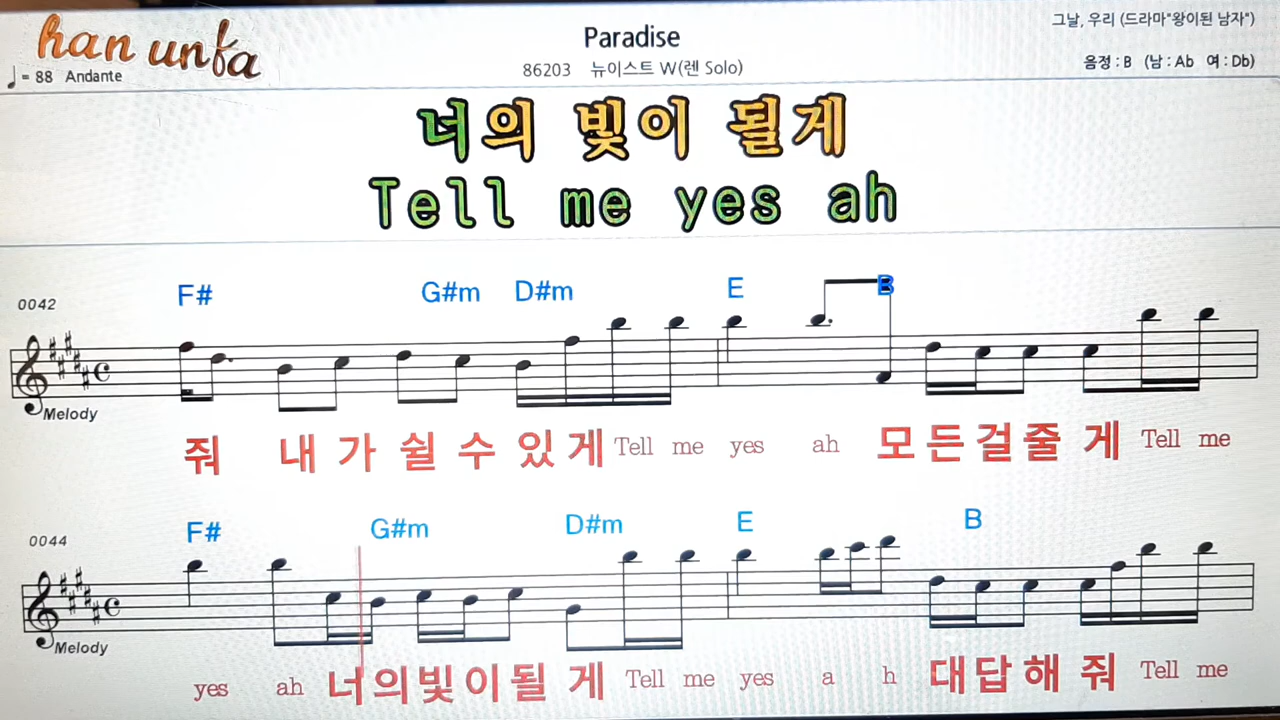 han unfa
♩= 88 Andante
Paradise
86203 뉴이스트 W(렌 Solo)
그날, 우리 (드라마"왕이된 남자")
음정 : B (남 : Ab 여 : Db)
너의 빛이 될게
Tell me yes ah
0042
F# G#m D#m E B
Melody
줘 내 가 쉴 수 있 게 Tell me yes ah 모 든 걸 줄 게 Tell me
0044
F# G#m D#m E B
Melody
yes ah 너 의 빛 이 될 게 Tell me yes a h 대 답 해 줘 Tell me